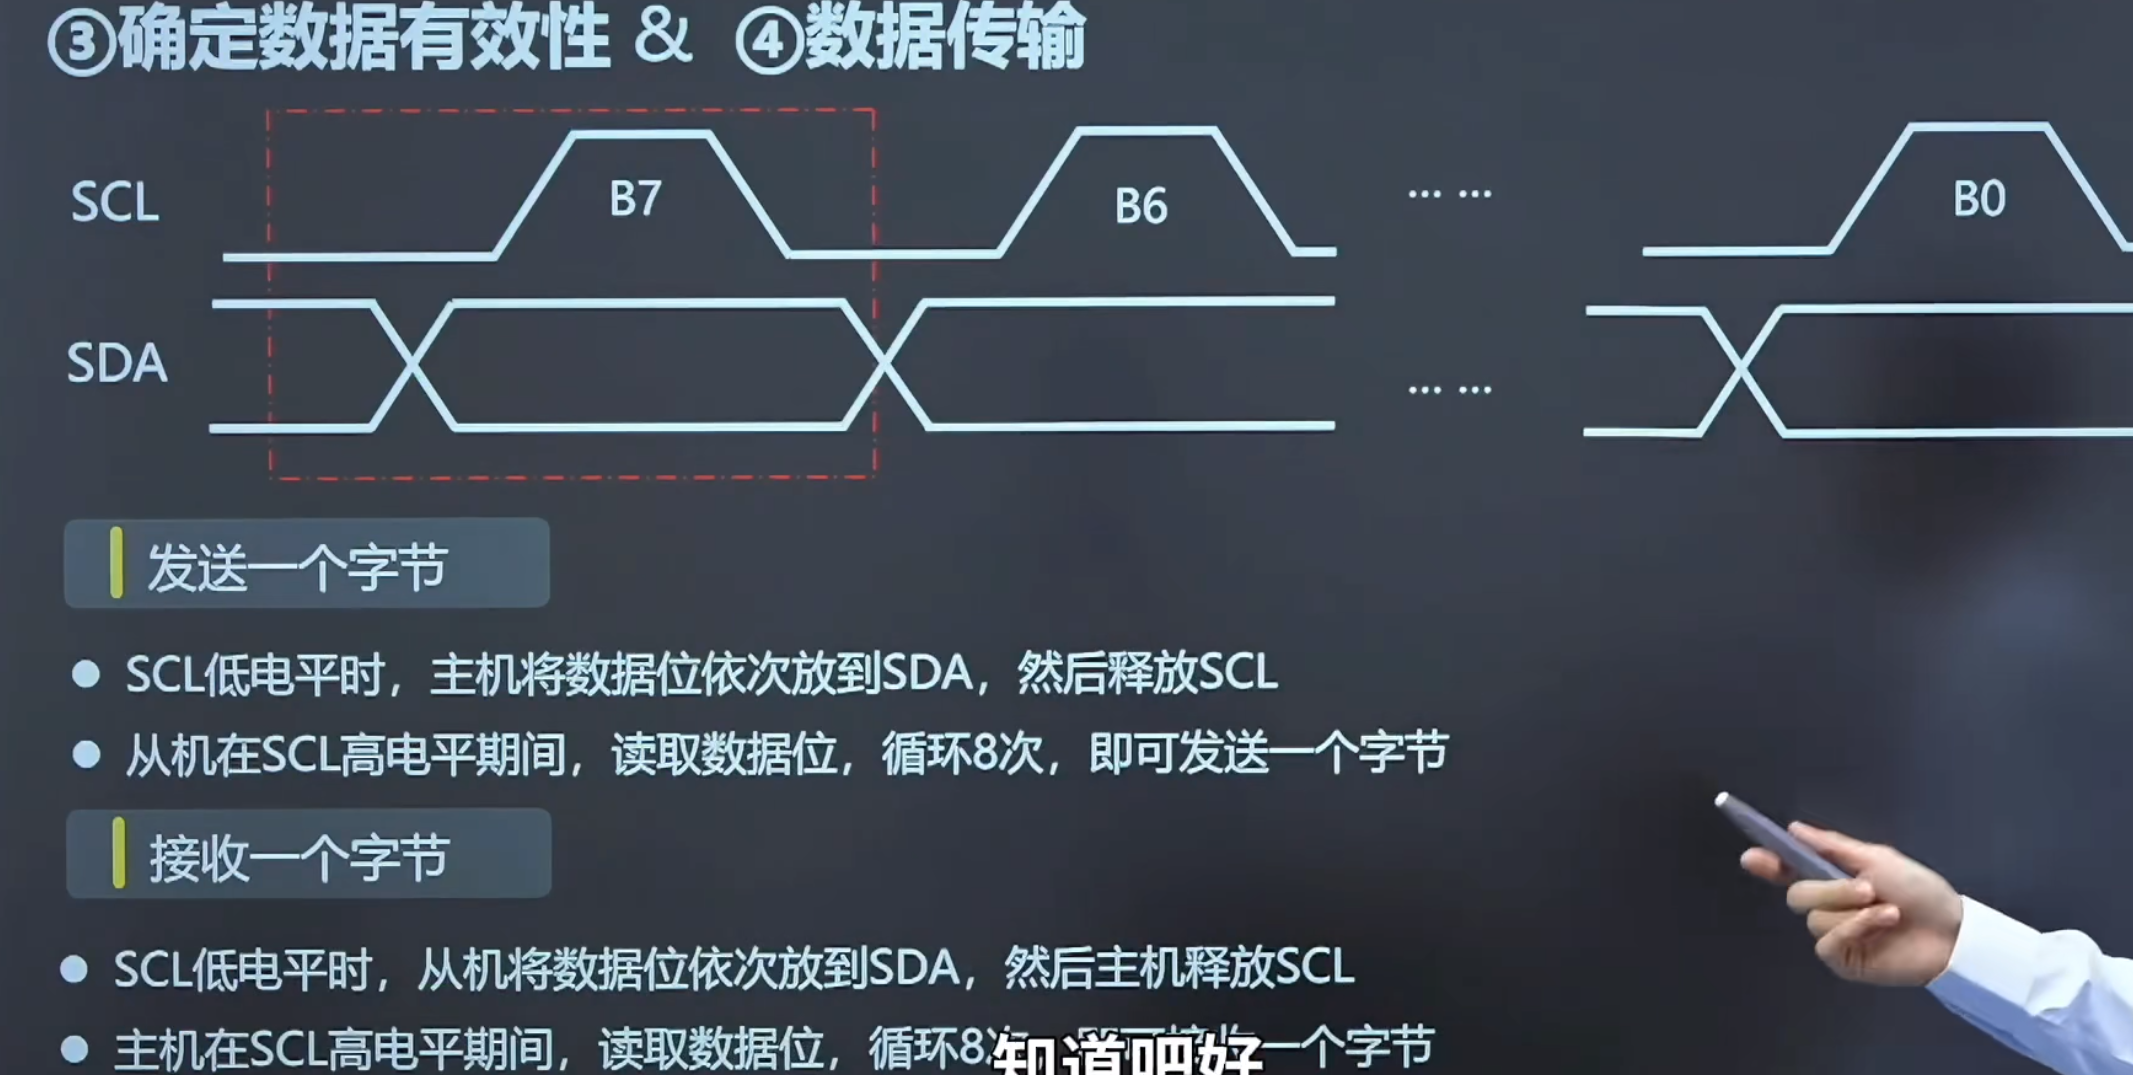 ③确定数据有效性 & ④数据传输
SCL
B7
B6
... ...
B0
SDA
... ...
发送一个字节
SCL低电平时，主机将数据位依次放到SDA，然后释放SCL
从机在SCL高电平期间，读取数据位，循环8次，即可发送一个字节
接收一个字节
SCL低电平时，从机将数据位依次放到SDA，然后主机释放SCL
主机在SCL高电平期间，读取数据位，循环8次，即可接收一个字节
知道吧好